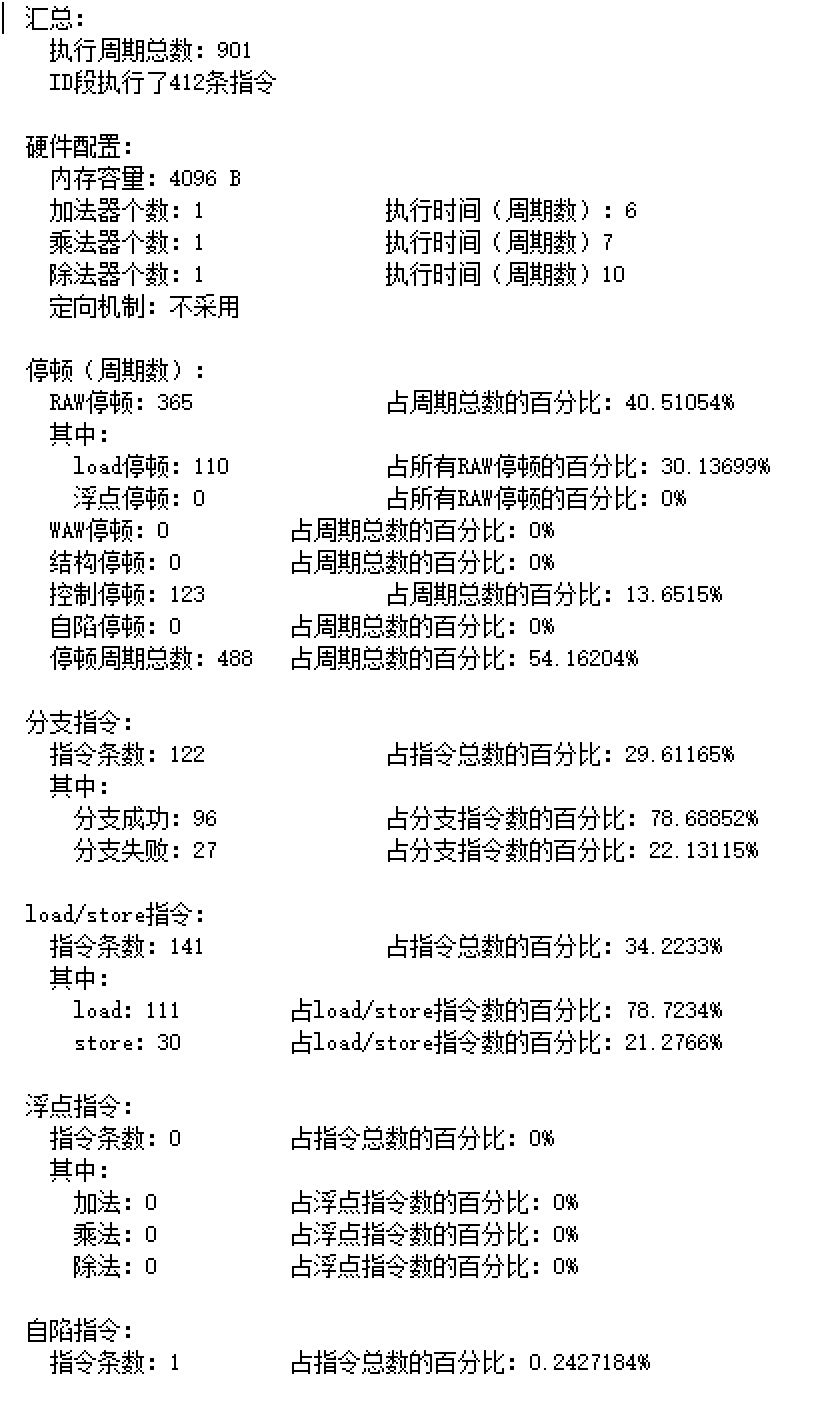 汇总:
执行周期总数: 901
ID段执行了412条指令
硬件配置:
内存容量: 4096 B
加法器个数: 1 执行时间（周期数）: 6
乘法器个数: 1 执行时间（周期数）7
除法器个数: 1 执行时间（周期数）10
定向机制: 不采用
停顿（周期数）:
RAW停顿: 365 占周期总数的百分比: 40.51054%
其中:
load停顿: 110 占所有RAW停顿的百分比: 30.13699%
浮点停顿: 0 占所有RAW停顿的百分比: 0%
WAW停顿: 0 占周期总数的百分比: 0%
结构停顿: 0 占周期总数的百分比: 0%
控制停顿: 123 占周期总数的百分比: 13.6515%
自陷停顿: 0 占周期总数的百分比: 0%
停顿周期总数: 488 占周期总数的百分比: 54.16204%
分支指令:
指令条数: 122 占指令总数的百分比: 29.61165%
其中:
分支成功: 96 占分支指令数的百分比: 78.68852%
分支失败: 27 占分支指令数的百分比: 22.13115%
load/store指令:
指令条数: 141 占指令总数的百分比: 34.2233%
其中:
load: 111 占load/store指令数的百分比: 78.7234%
store: 30 占load/store指令数的百分比: 21.2766%
浮点指令:
指令条数: 0 占指令总数的百分比: 0%
其中:
加法: 0 占浮点指令数的百分比: 0%
乘法: 0 占浮点指令数的百分比: 0%
除法: 0 占浮点指令数的百分比: 0%
自陷指令:
指令条数: 1 占指令总数的百分比: 0.2427184%